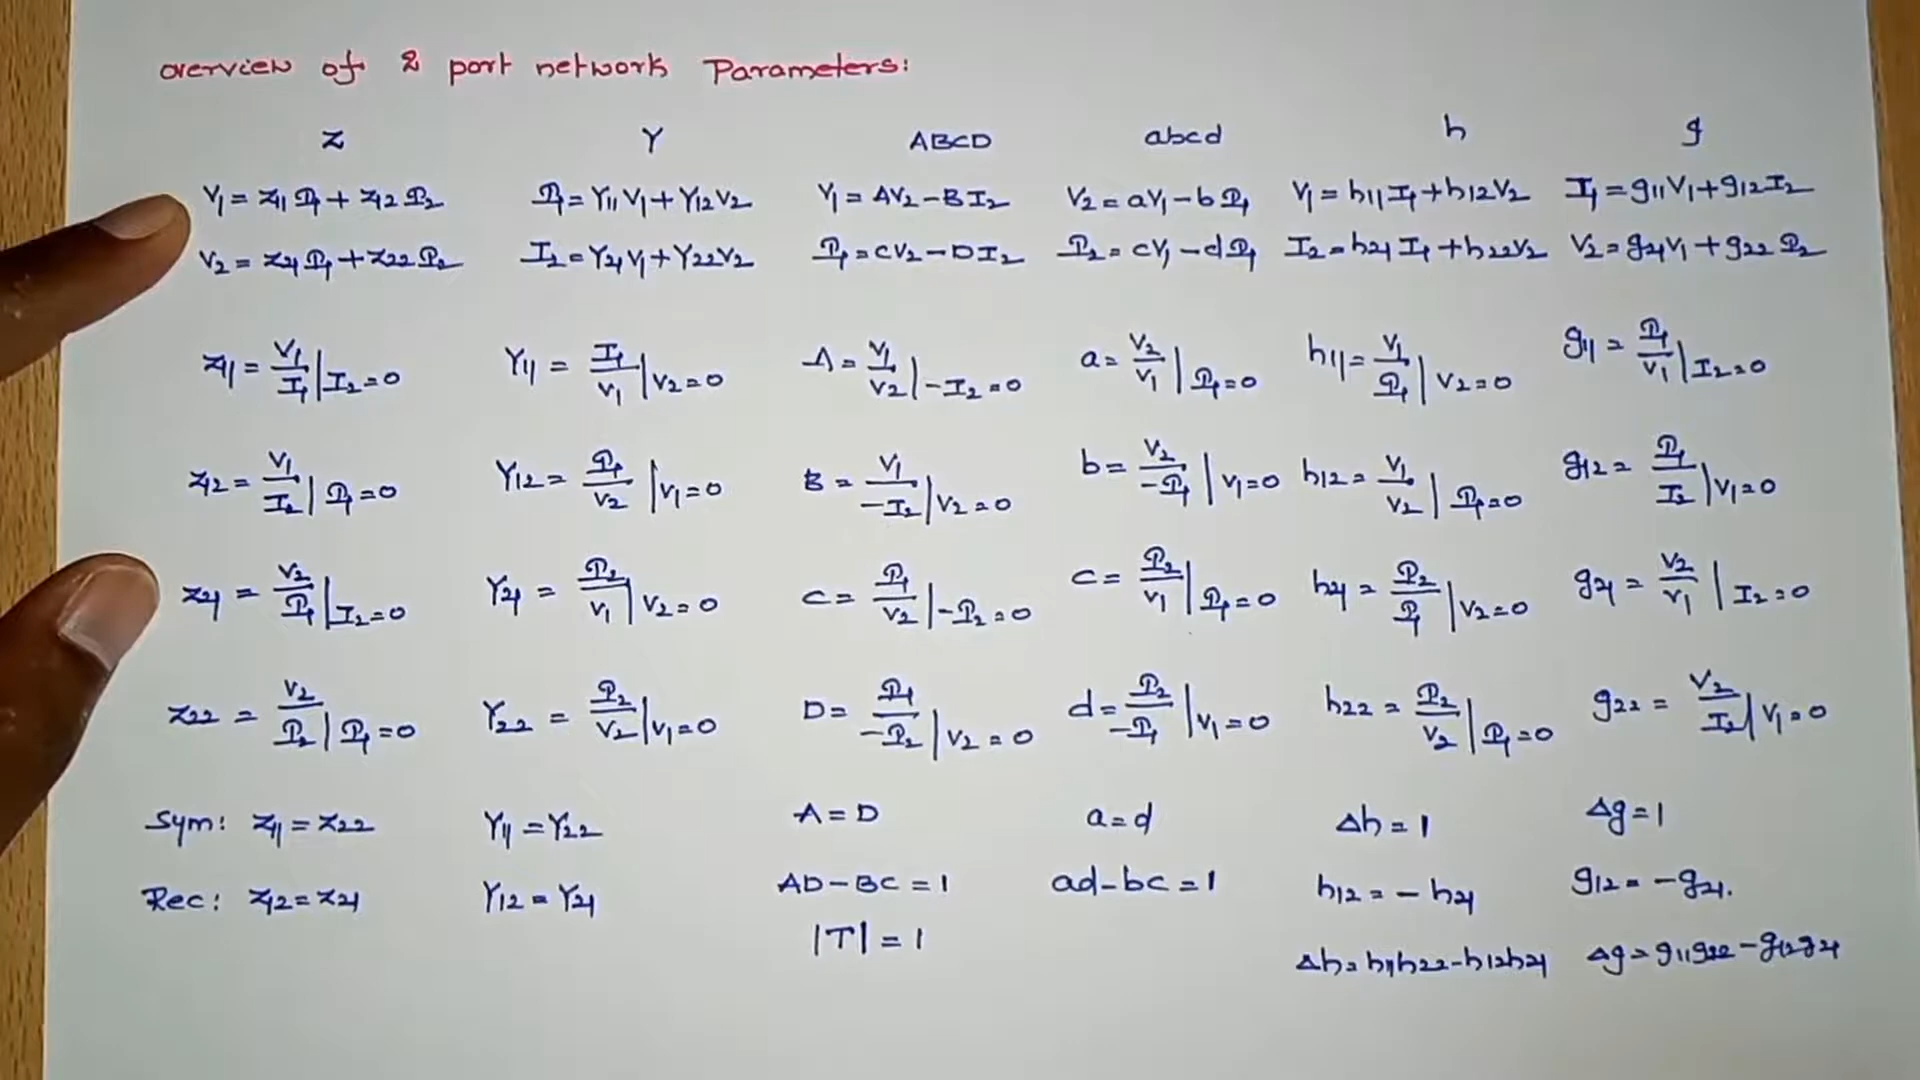 overview of 2 port network Parameters:
Z Y ABCD abcd h g
V1 = Z11 I1 + Z12 I2 I1 = Y11 V1 + Y12 V2 V1 = AV2 - B I2 V2 = aV1 - b I1 V1 = h11 I1 + h12 V2 I1 = g11 V1 + g12 I2
V2 = Z21 I1 + Z22 I2 I2 = Y21 V1 + Y22 V2 I1 = CV2 - D I2 I2 = cV1 - d I1 I2 = h21 I1 + h22 V2 V2 = g21 V1 + g22 I2
Z11 = V1/I1 | I2 = 0 Y11 = I1/V1 | V2 = 0 A = V1/V2 | -I2 = 0 a = V2/V1 | I1 = 0 h11 = V1/I1 | V2 = 0 g11 = I1/V1 | I2 = 0
Z12 = V1/I2 | I1 = 0 Y12 = I1/V2 | V1 = 0 B = V1/-I2 | V2 = 0 b = V2/-I1 | V1 = 0 h12 = V1/V2 | I1 = 0 g12 = I1/I2 | V1 = 0
Z21 = V2/I1 | I2 = 0 Y21 = I2/V1 | V2 = 0 C = I1/V2 | -I2 = 0 c = I2/V1 | I1 = 0 h21 = I2/I1 | V2 = 0 g21 = V2/V1 | I2 = 0
Z22 = V2/I2 | I1 = 0 Y22 = I2/V2 | V1 = 0 D = I1/-I2 | V2 = 0 d = I2/-I1 | V1 = 0 h22 = I2/V2 | I1 = 0 g22 = V2/I2 | V1 = 0
Sym: Z11 = Z22 Y11 = Y22 A = D a = d Δh = 1 Δg = 1
Rec: Z12 = Z21 Y12 = Y21 AD - BC = 1 ad - bc = 1 h12 = - h21 g12 = - g21.
|T| = 1 Δh = h11h22 - h12h21 Δg = g11g22 - g12g21